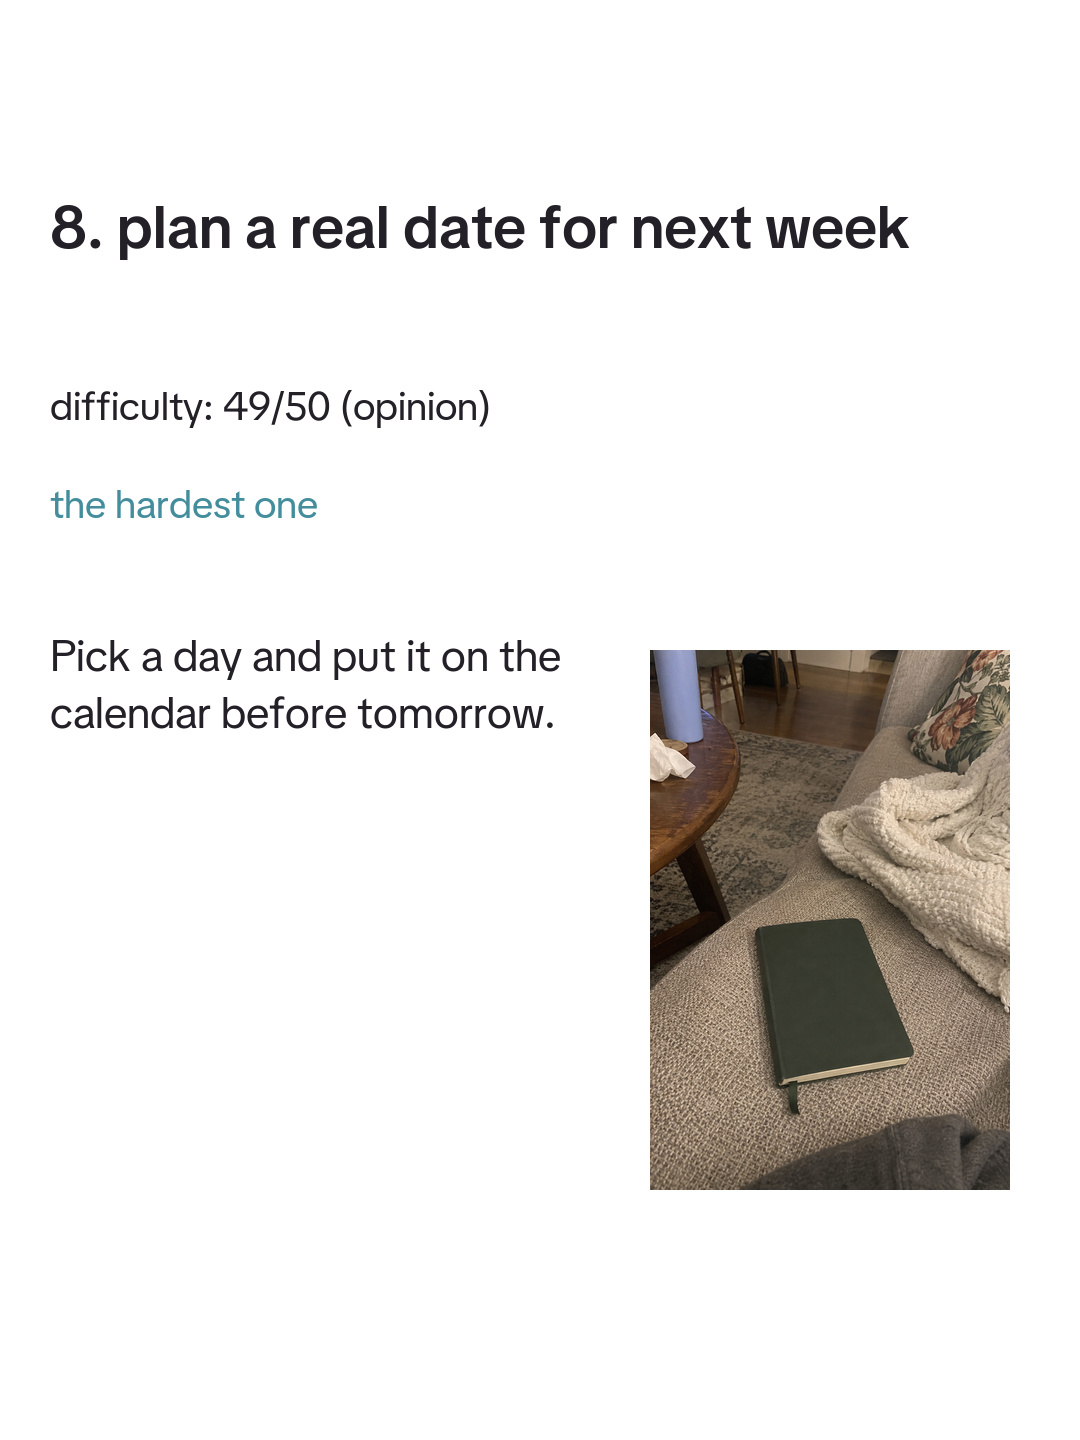 8. plan a real date for next week
difficulty: 49/50 (opinion)
the hardest one
Pick a day and put it on the
calendar before tomorrow.